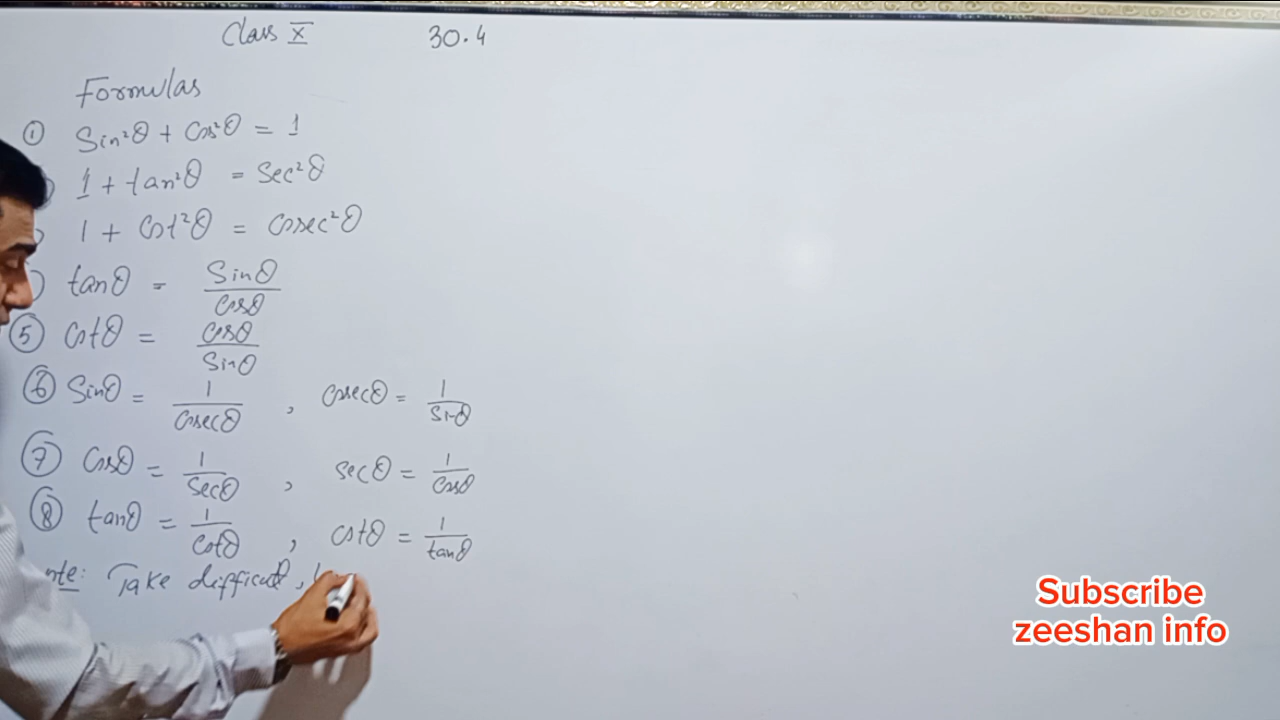 Class X 30.4
Formulas
① Sin²θ + Cos²θ = 1
1 + tan²θ = Sec²θ
1 + Cot²θ = Cosec²θ
tanθ = Sinθ/Cosθ
⑤ Cotθ = Cosθ/Sinθ
⑥ Sinθ = 1/Cosecθ , Cosecθ = 1/Sinθ
⑦ Cosθ = 1/Secθ , Secθ = 1/Cosθ
⑧ tanθ = 1/Cotθ , Cotθ = 1/tanθ
Take difficult ,
Subscribe
zeeshan info